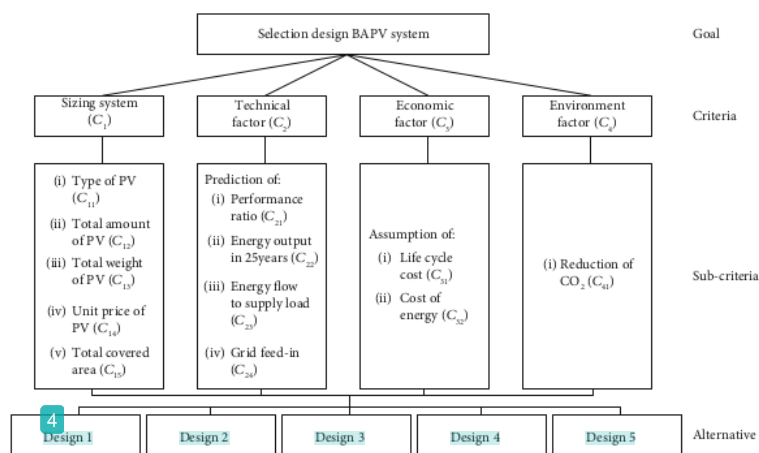 Selection design BAPV system
Goal
Sizing system
(C₁)
Technical
factor (C₂)
Economic
factor (C₃)
Environment
factor (C₄)
Criteria
(i) Type of PV
(C₁₁)
(ii) Total amount
of PV (C₁₂)
(iii) Total weight
of PV (C₁₃)
(iv) Unit price of
PV (C₁₄)
(v) Total covered
area (C₁₅)
Prediction of:
(i) Performance
ratio (C₂₁)
(ii) Energy output
in 25years (C₂₂)
(iii) Energy flow
to supply load
(C₂₃)
(iv) Grid feed-in
(C₂₄)
Assumption of:
(i) Life cycle
cost (C₃₁)
(ii) Cost of
energy (C₃₂)
(i) Reduction of
CO₂ (C₄₁)
Sub-criteria
4
Design 1
Design 2
Design 3
Design 4
Design 5
Alternative